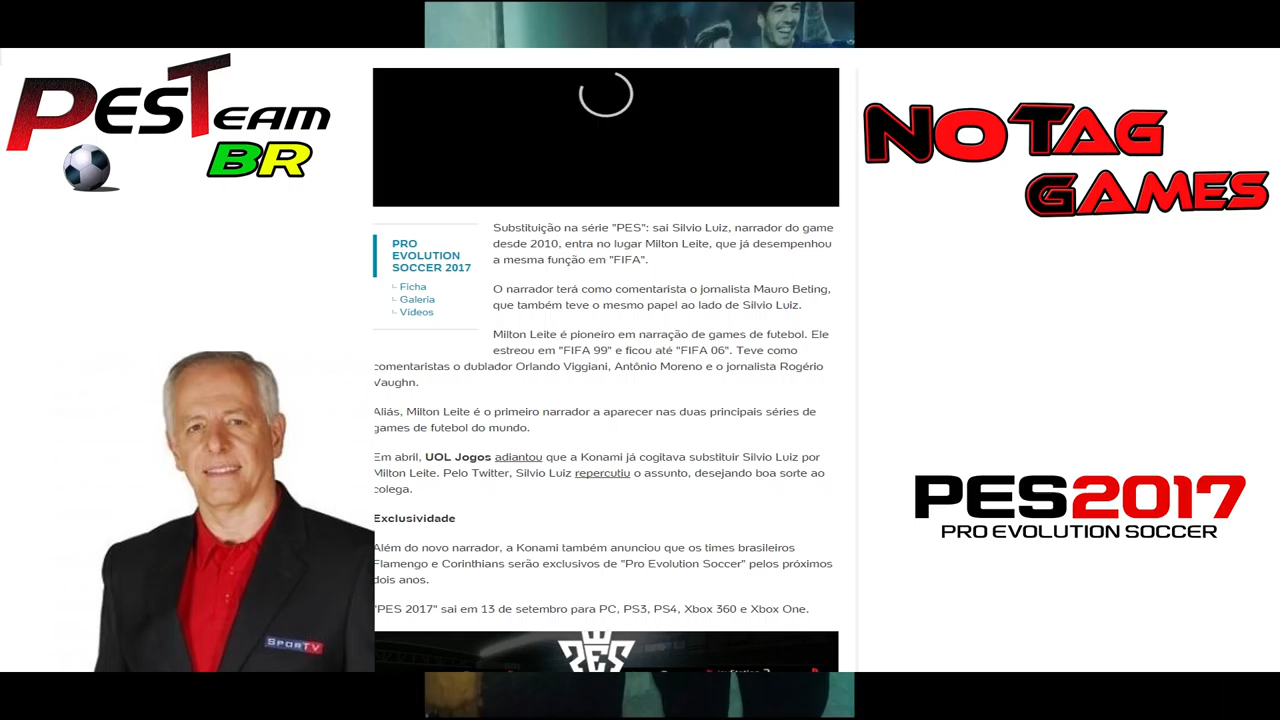 PES TEAM
BR
NO TAG
GAMES
PRO
EVOLUTION
SOCCER 2017
Ficha
Galeria
Vídeos
Substituição na série "PES": sai Silvio Luiz, narrador do game
desde 2010, entra no lugar Milton Leite, que já desempenhou
a mesma função em "FIFA".
O narrador terá como comentarista o jornalista Mauro Beting,
que também teve o mesmo papel ao lado de Silvio Luiz.
Milton Leite é pioneiro em narração de games de futebol. Ele
estreou em "FIFA 99" e ficou até "FIFA 06". Teve como
comentaristas o dublador Orlando Viggiani, Antônio Moreno e o jornalista Rogério
Vaughn.
Aliás, Milton Leite é o primeiro narrador a aparecer nas duas principais séries de
games de futebol do mundo.
Em abril, UOL Jogos adiantou que a Konami já cogitava substituir Silvio Luiz por
Milton Leite. Pelo Twitter, Silvio Luiz repercutiu o assunto, desejando boa sorte ao
colega.
Exclusividade
Além do novo narrador, a Konami também anunciou que os times brasileiros
Flamengo e Corinthians serão exclusivos de "Pro Evolution Soccer" pelos próximos
dois anos.
"PES 2017" sai em 13 de setembro para PC, PS3, PS4, Xbox 360 e Xbox One.
SPORTV
PES2017
PRO EVOLUTION SOCCER
PES